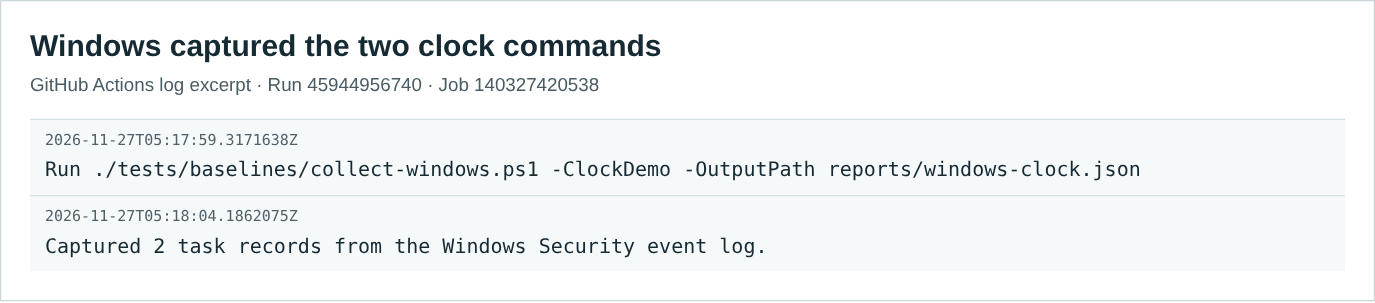 Windows captured the two clock commands
GitHub Actions log excerpt · Run 45944956740 · Job 140327420538
2026-11-27T05:17:59.3171638Z
Run ./tests/baselines/collect-windows.ps1 -ClockDemo -OutputPath reports/windows-clock.json
2026-11-27T05:18:04.1862075Z
Captured 2 task records from the Windows Security event log.